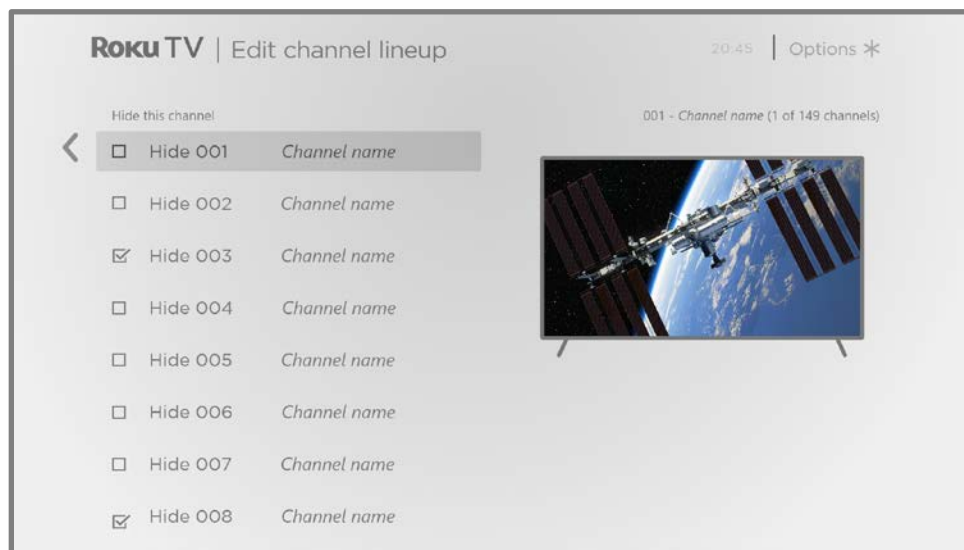 Roku TV | Edit channel lineup
20:45 | Options *
Hide this channel
001 - Channel name (1 of 149 channels)
Hide 001 Channel name
Hide 002 Channel name
Hide 003 Channel name
Hide 004 Channel name
Hide 005 Channel name
Hide 006 Channel name
Hide 007 Channel name
Hide 008 Channel name